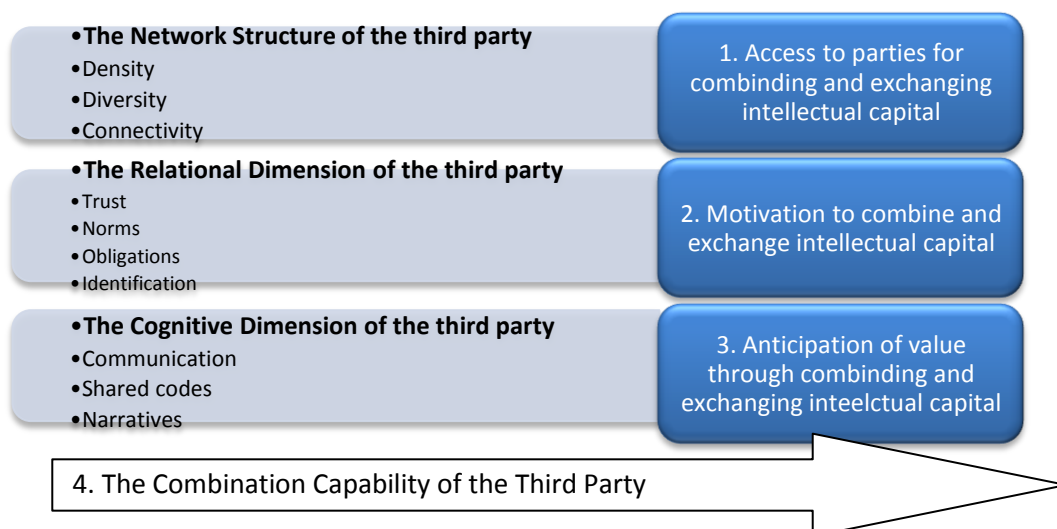 •The Network Structure of the third party
•Density
•Diversity
•Connectivity
1. Access to parties for
combinding and exchanging
intellectual capital
•The Relational Dimension of the third party
•Trust
•Norms
•Obligations
•Identification
2. Motivation to combine and
exchange intellectual capital
•The Cognitive Dimension of the third party
•Communication
•Shared codes
•Narratives
3. Anticipation of value
through combinding and
exchanging inteelctual capital
4. The Combination Capability of the Third Party